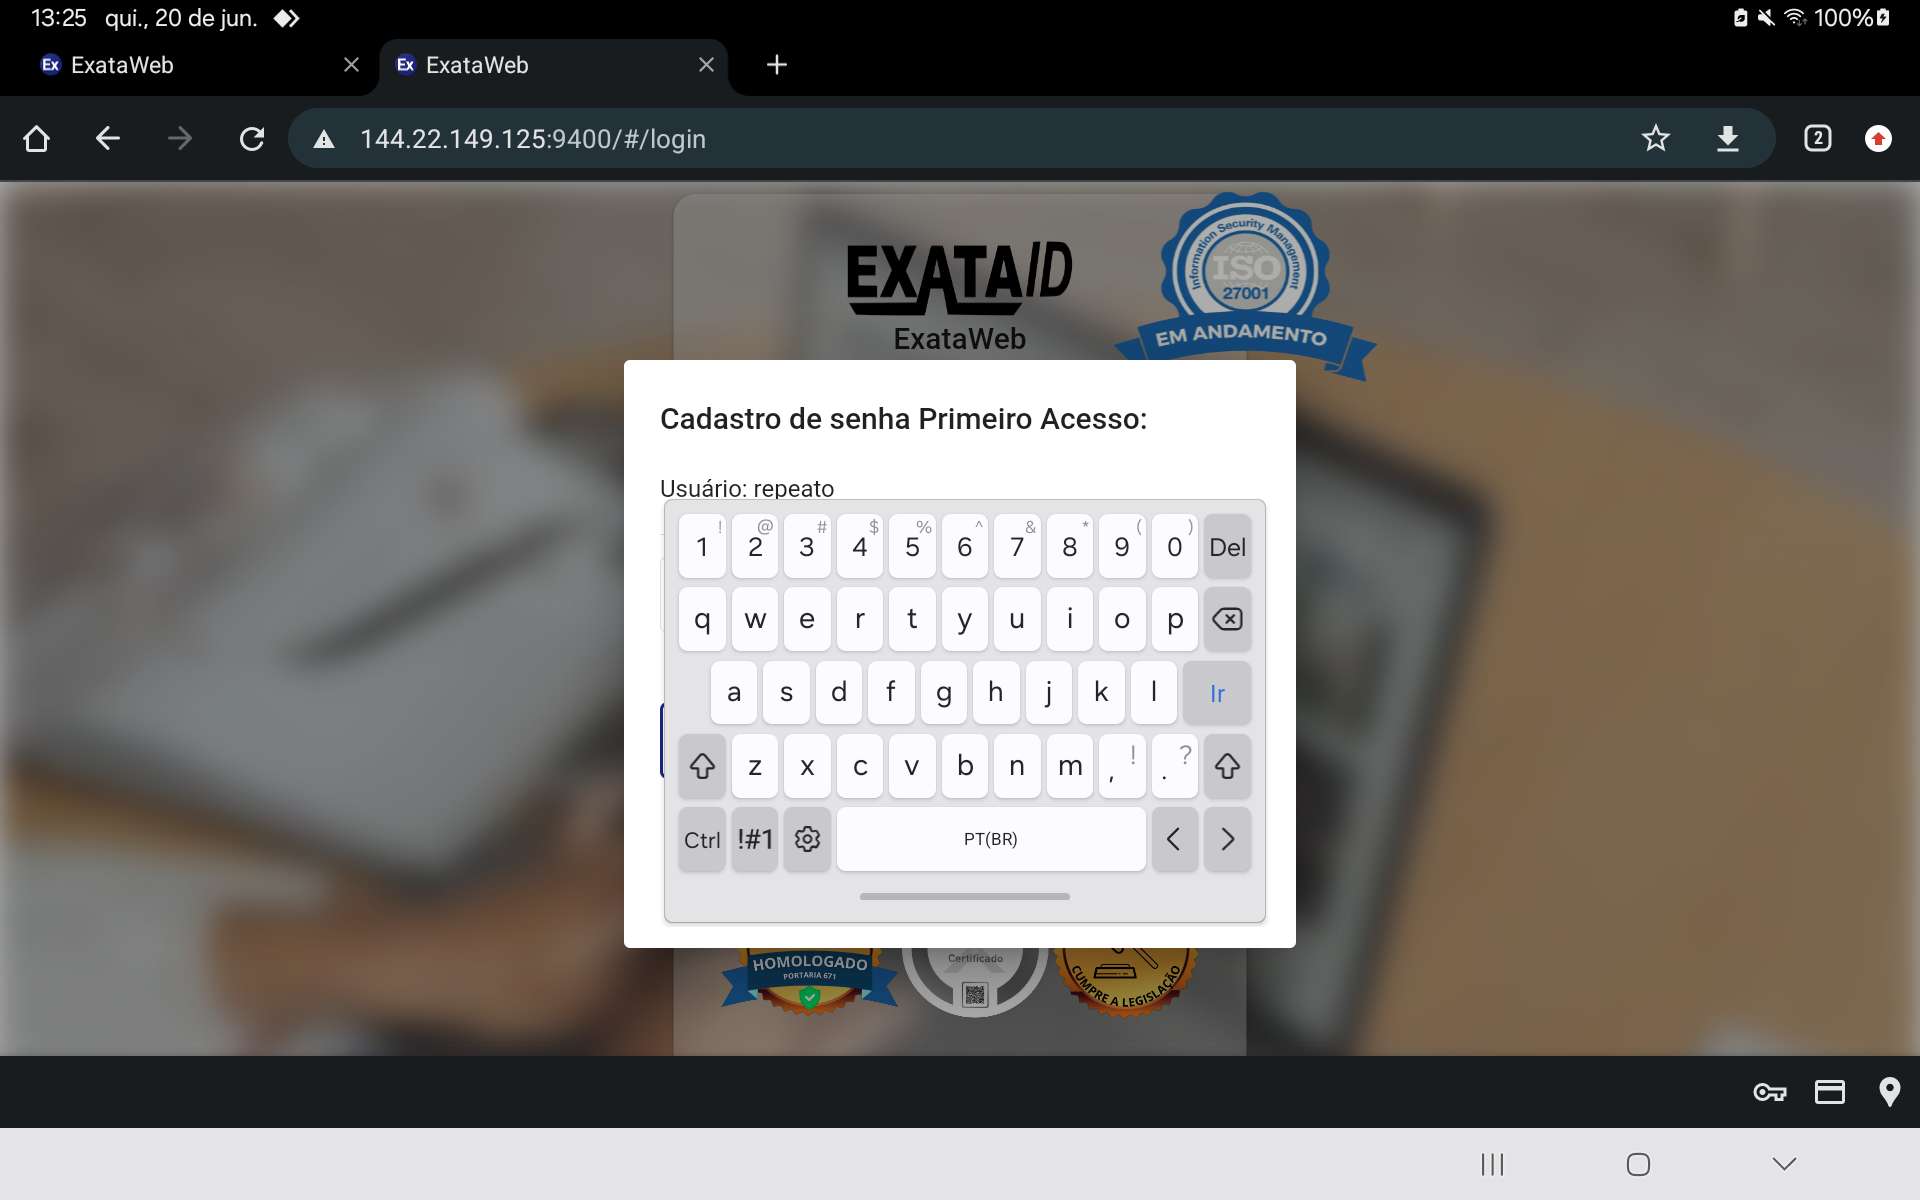 13:25 qui., 20 de jun. 100%
Ex ExataWeb Ex ExataWeb
144.22.149.125:9400/#/login 2
EXATAID
ExataWeb
Information Security Management
ISO
27001
EM ANDAMENTO
Cadastro de senha Primeiro Acesso:
Usuário: repeato
! @ # $ % ^ & * ( )
1 2 3 4 5 6 7 8 9 0 Del
q w e r t y u i o p
a s d f g h j k l Ir
z x c v b n m , ! . ?
Ctrl !#1 PT(BR) < >
HOMOLOGADO
PORTARIA 671
Certificado
CUMPRE A LEGISLAÇÃO